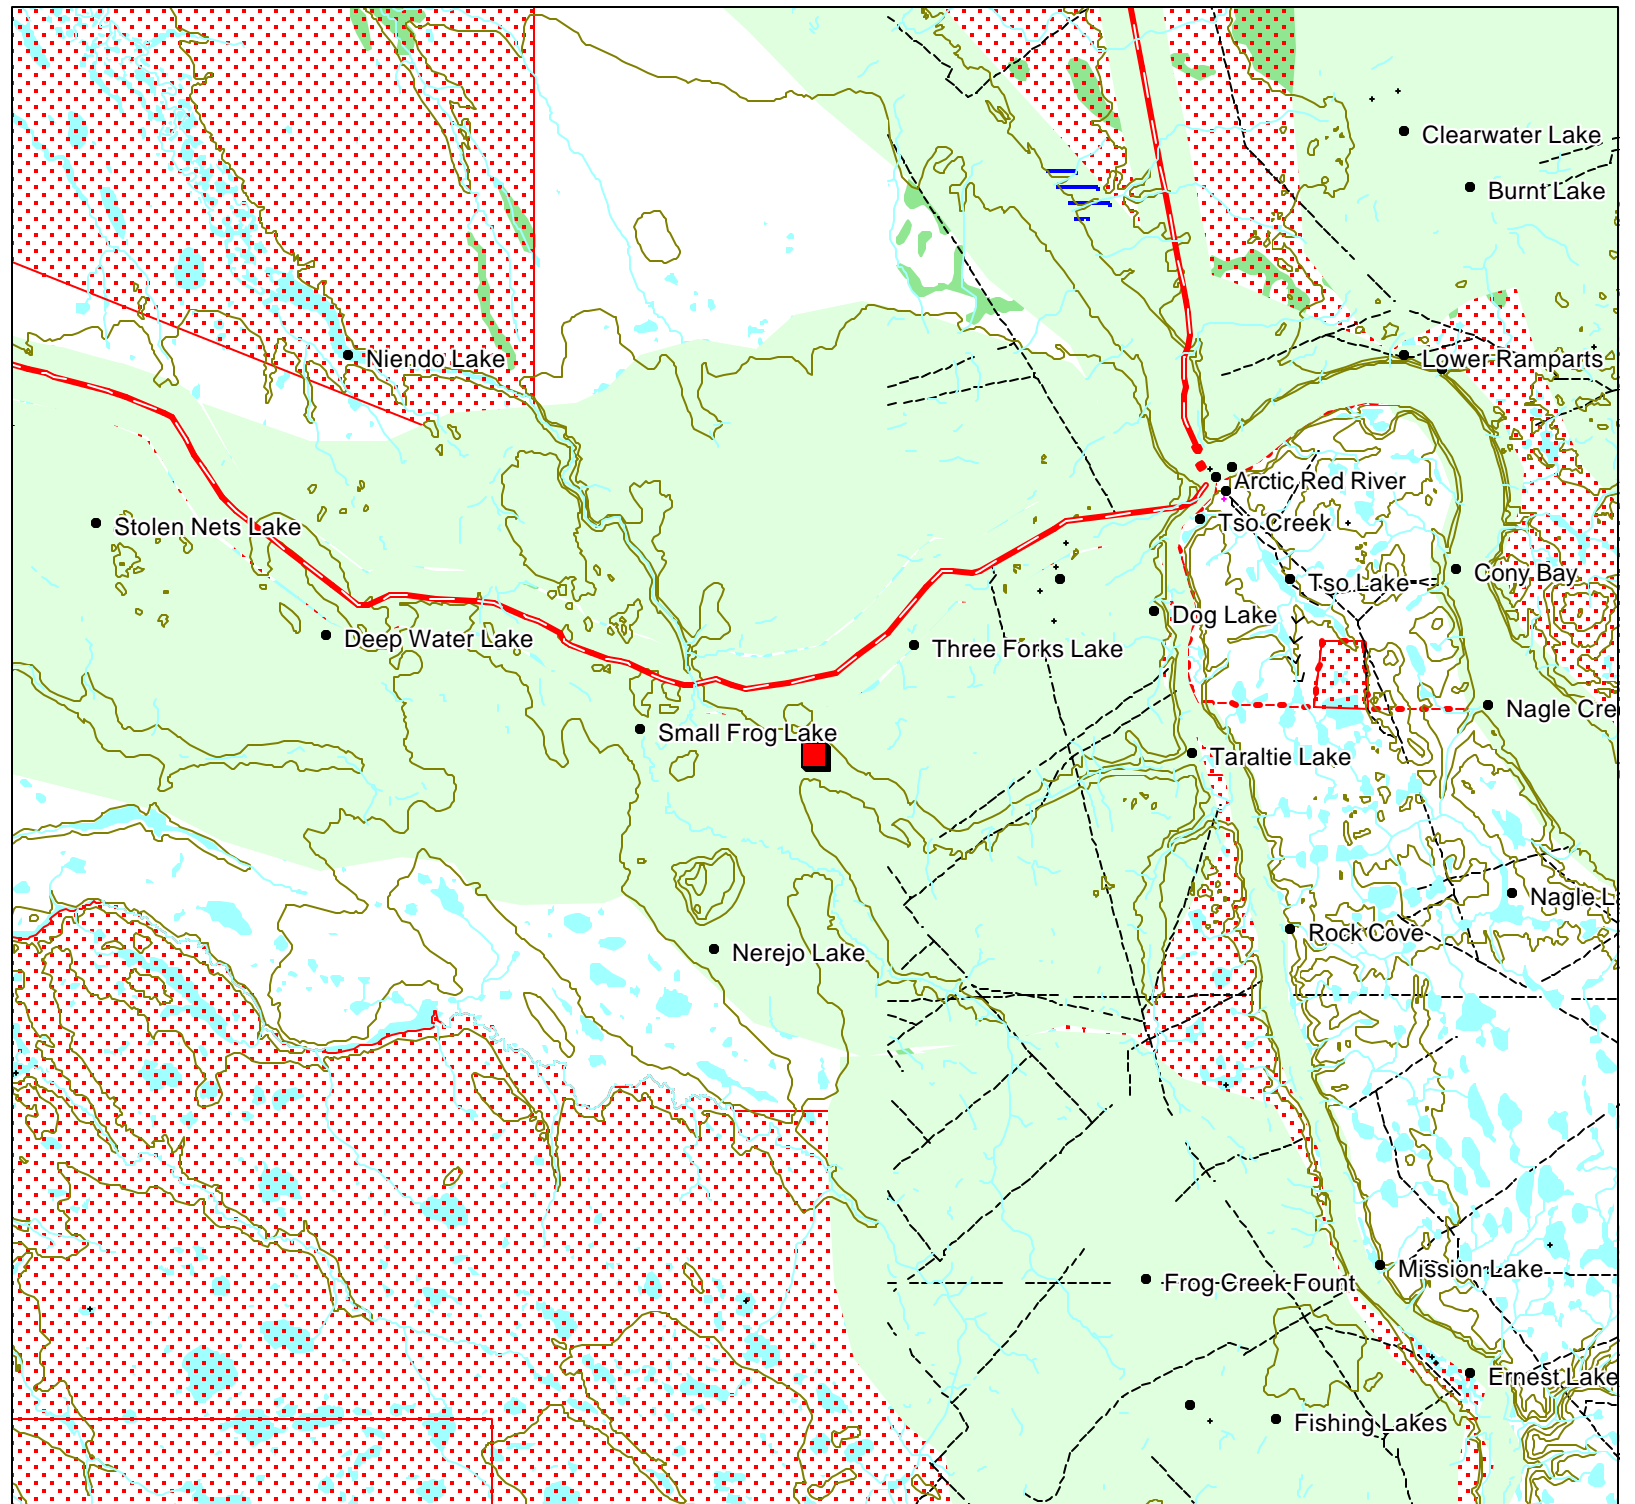 Clearwater Lake
Burnt Lake
Niendo Lake
Lower Ramparts
Arctic Red River
Stolen Nets Lake
Tso Creek
Tso Lake
Cony Bay
Dog Lake
Deep Water Lake
Three Forks Lake
Nagle Cre
Small Frog Lake
Taraltie Lake
Nagle La
Rock Cove
Nerejo Lake
Mission Lake
Frog Creek Fount
Ernest Lake
Fishing Lakes